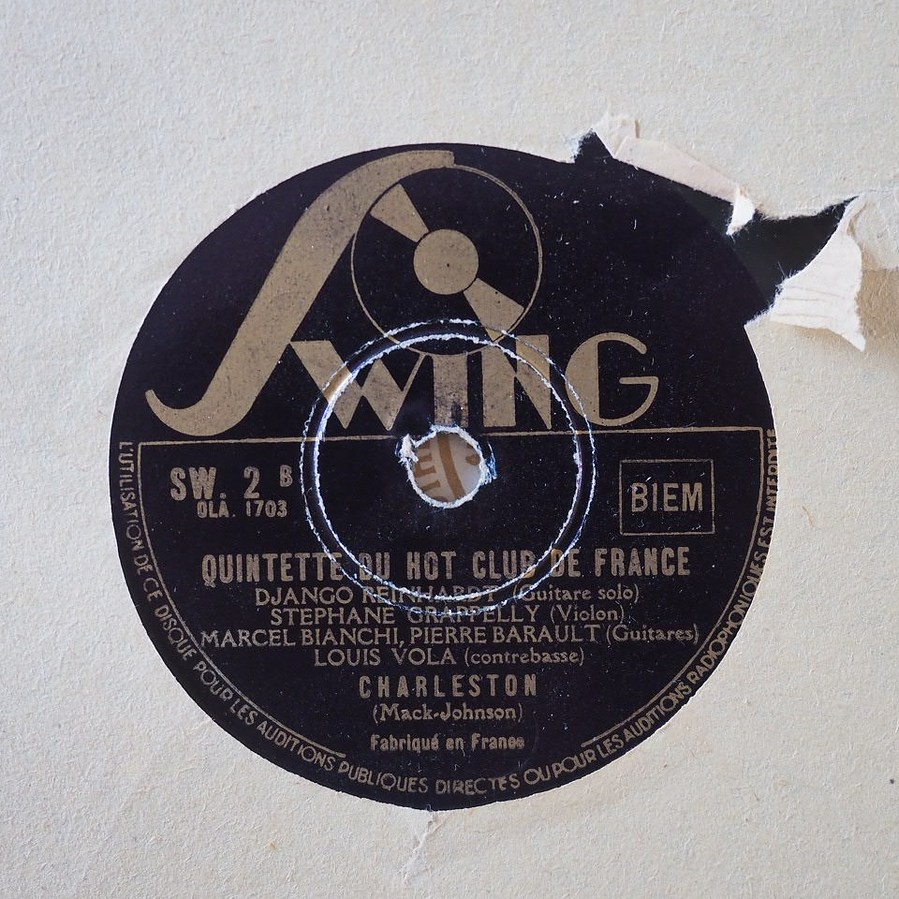 SWING
SW. 2 B
OLA. 1703
BIEM
QUINTETTE DU HOT CLUB DE FRANCE
DJANGO REINHARDT (Guitare solo)
STEPHANE GRAPPELLY (Violon)
MARCEL BIANCHI, PIERRE BARAULT (Guitares)
LOUIS VOLA (contrebasse)
CHARLESTON
(Mack-Johnson)
Fabriqué en France
L'UTILISATION DE CE DISQUE POUR LES AUDITIONS PUBLIQUES DIRECTES OU POUR LES AUDITIONS RADIOPHONIQUES EST INTERDITE